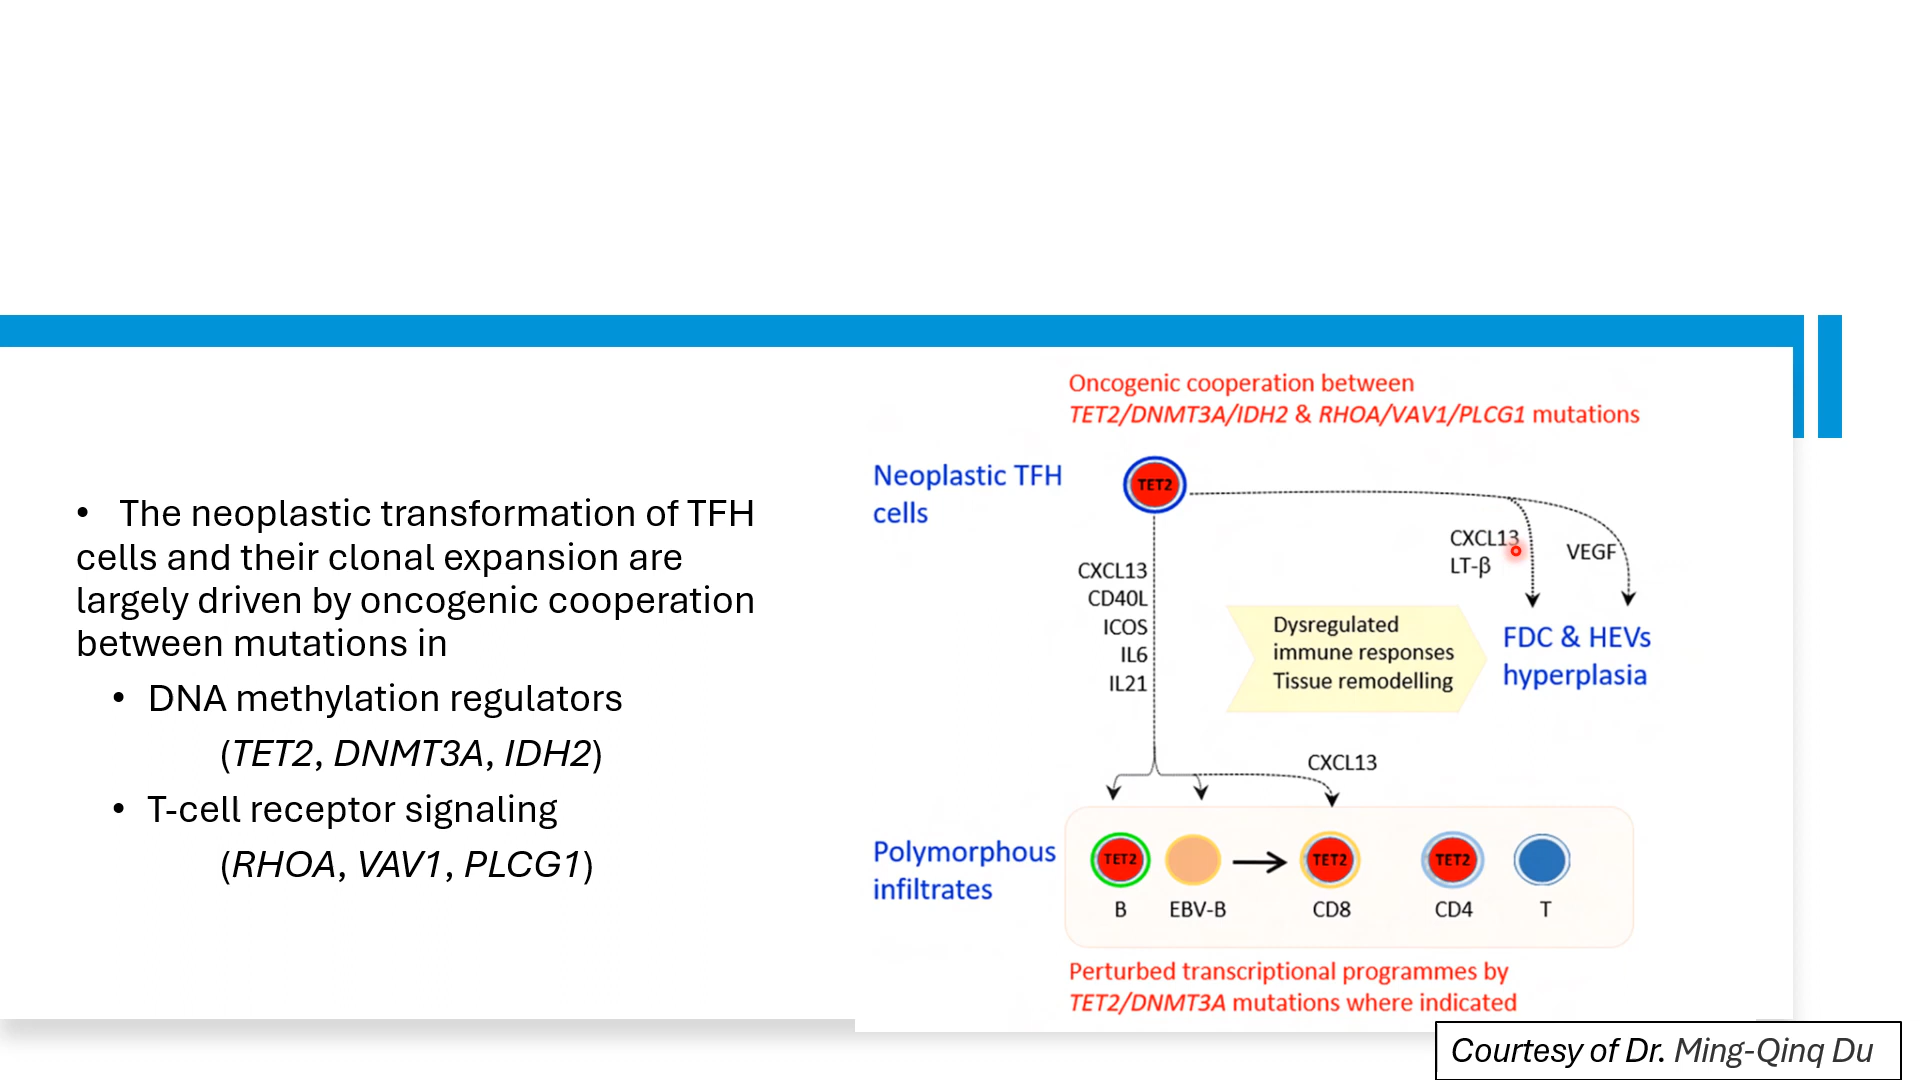 • The neoplastic transformation of TFH
cells and their clonal expansion are
largely driven by oncogenic cooperation
between mutations in
• DNA methylation regulators
(TET2, DNMT3A, IDH2)
• T-cell receptor signaling
(RHOA, VAV1, PLCG1)
Oncogenic cooperation between
TET2/DNMT3A/IDH2 & RHOA/VAV1/PLCG1 mutations
Neoplastic TFH
cells
TET2
CXCL13
CD40L
ICOS
IL6
IL21
CXCL13
LT-β
VEGF
Dysregulated
immune responses
Tissue remodelling
FDC & HEVs
hyperplasia
CXCL13
Polymorphous
infiltrates
TET2 TET2 TET2
B EBV-B CD8 CD4 T
Perturbed transcriptional programmes by
TET2/DNMT3A mutations where indicated
Courtesy of Dr. Ming-Qinq Du